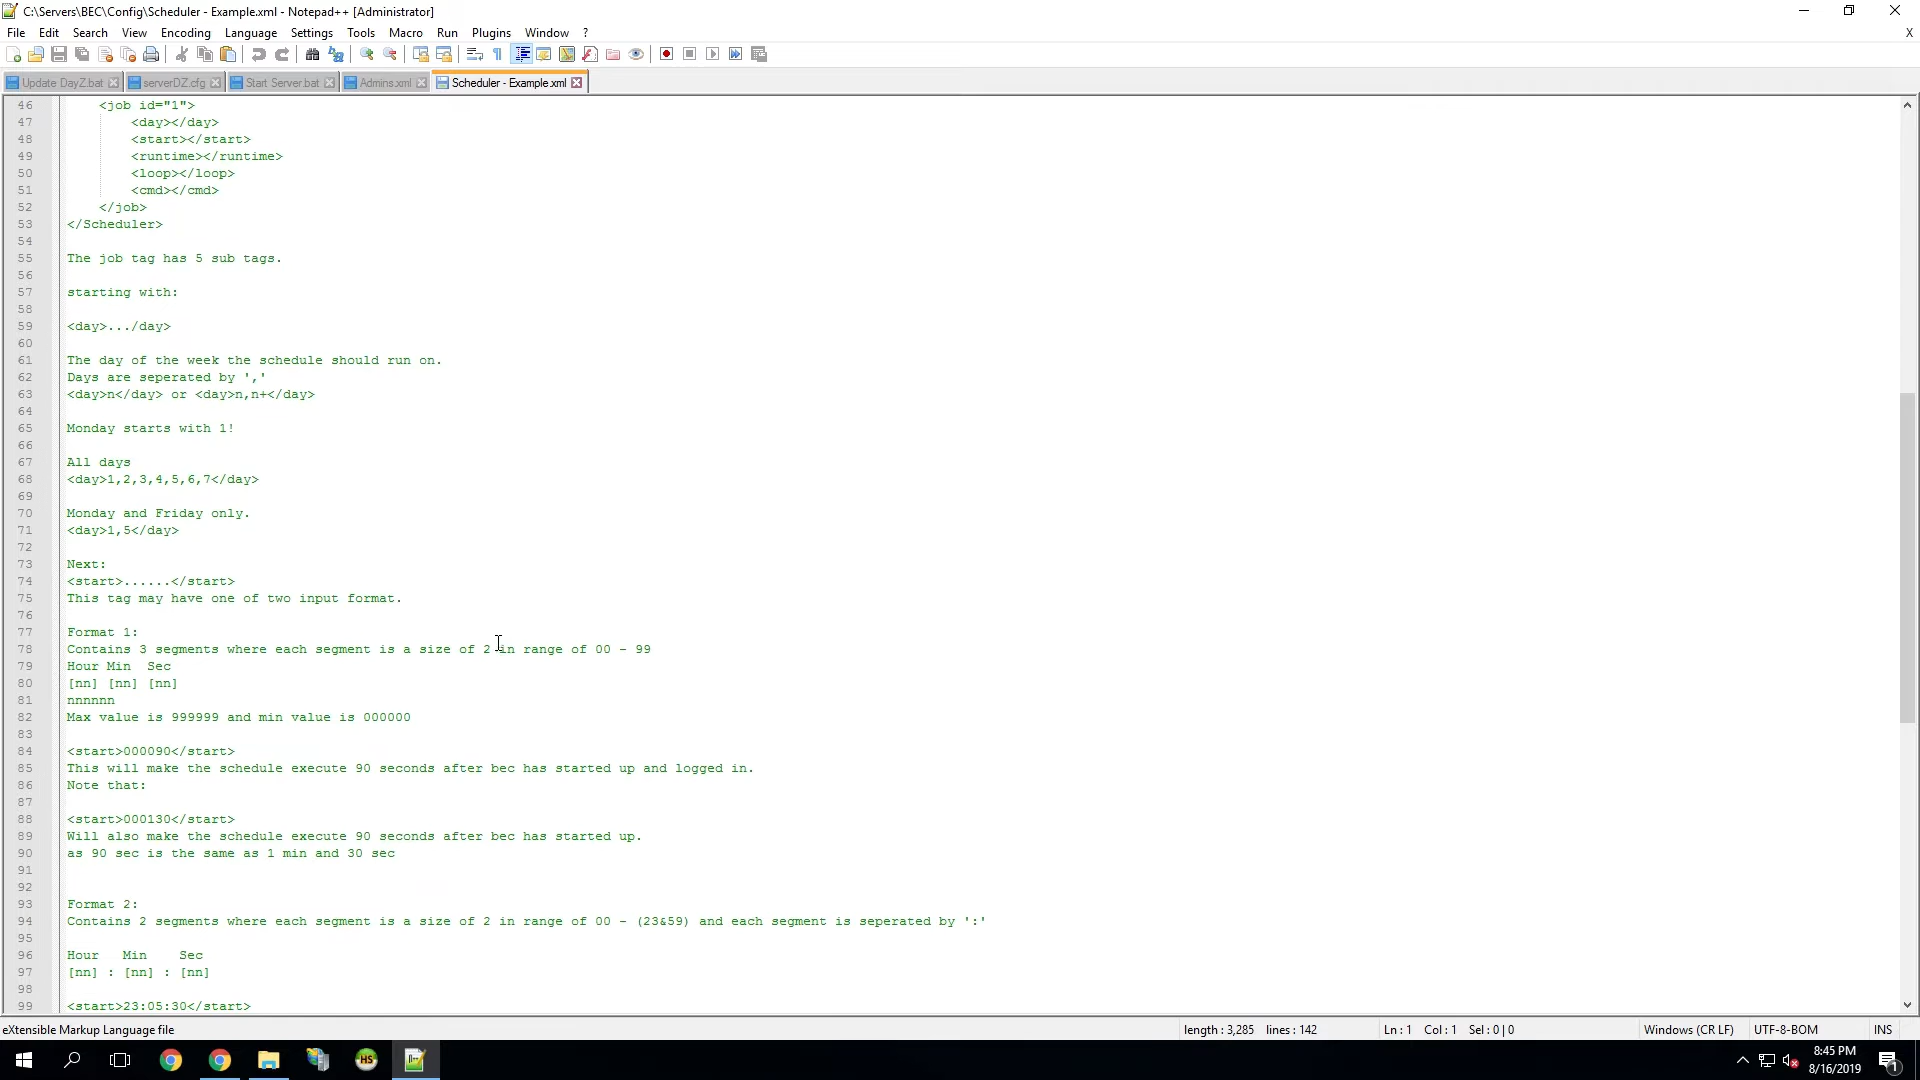 C:\Servers\BEC\Config\Scheduler - Example.xml - Notepad++ [Administrator]
File Edit Search View Encoding Language Settings Tools Macro Run Plugins Window ? X
Update DayZ.bat serverDZ.cfg Start Server.bat Admins.xml Scheduler - Example.xml
46 <job id="1">
47 <day></day>
48 <start></start>
49 <runtime></runtime>
50 <loop></loop>
51 <cmd></cmd>
52 </job>
53 </Scheduler>
54
55 The job tag has 5 sub tags.
56
57 starting with:
58
59 <day>.../day>
60
61 The day of the week the schedule should run on.
62 Days are seperated by ','
63 <day>n</day> or <day>n,n+</day>
64
65 Monday starts with 1!
66
67 All days
68 <day>1,2,3,4,5,6,7</day>
69
70 Monday and Friday only.
71 <day>1,5</day>
72
73 Next:
74 <start>......</start>
75 This tag may have one of two input format.
76
77 Format 1:
78 Contains 3 segments where each segment is a size of 2 in range of 00 - 99
79 Hour Min Sec
80 [nn] [nn] [nn]
81 nnnnnn
82 Max value is 999999 and min value is 000000
83
84 <start>000090</start>
85 This will make the schedule execute 90 seconds after bec has started up and logged in.
86 Note that:
87
88 <start>000130</start>
89 Will also make the schedule execute 90 seconds after bec has started up.
90 as 90 sec is the same as 1 min and 30 sec
91
92
93 Format 2:
94 Contains 2 segments where each segment is a size of 2 in range of 00 - (23&59) and each segment is seperated by ':'
95
96 Hour Min Sec
97 [nn] : [nn] : [nn]
98
99 <start>23:05:30</start>
eXtensible Markup Language file length : 3,285 lines : 142 Ln : 1 Col : 1 Sel : 0 | 0 Windows (CR LF) UTF-8-BOM INS
HS 8:45 PM
8/16/2019 1